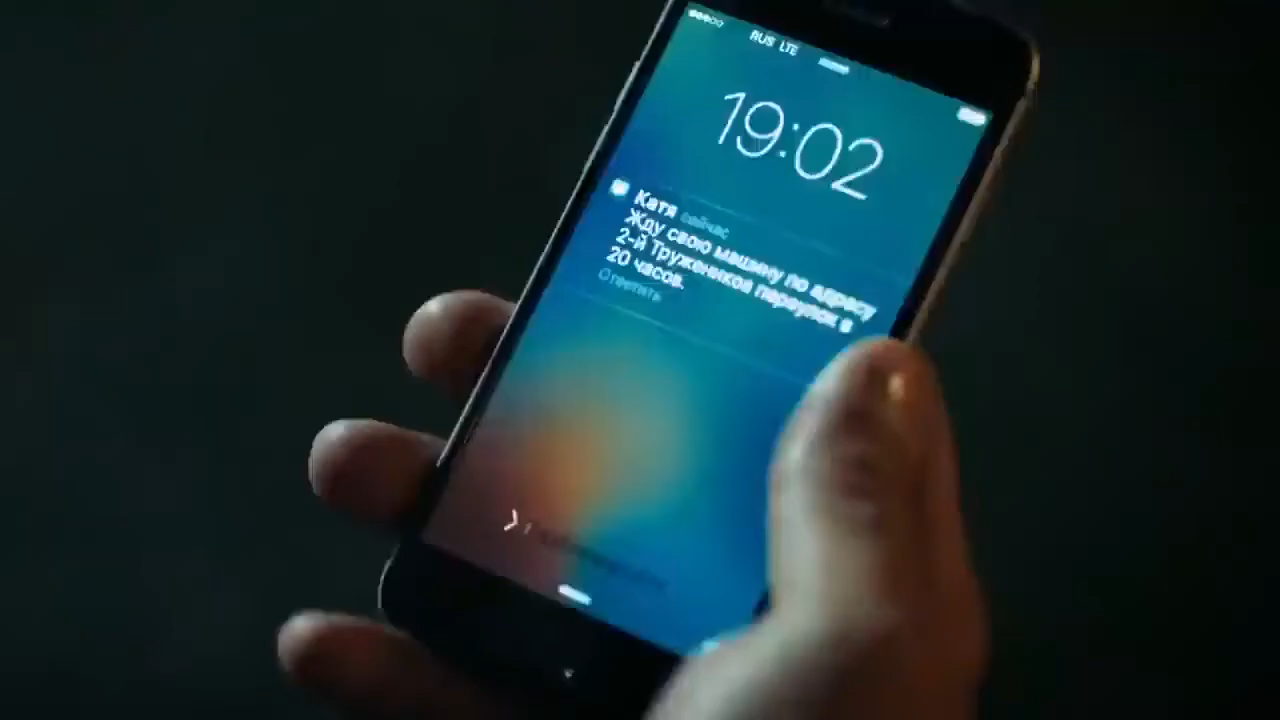 RUS LTE
19:02
Катя сейчас
Жду свою машину по адресу
2-й Тружеников переулок в
20 часов.
Ответить